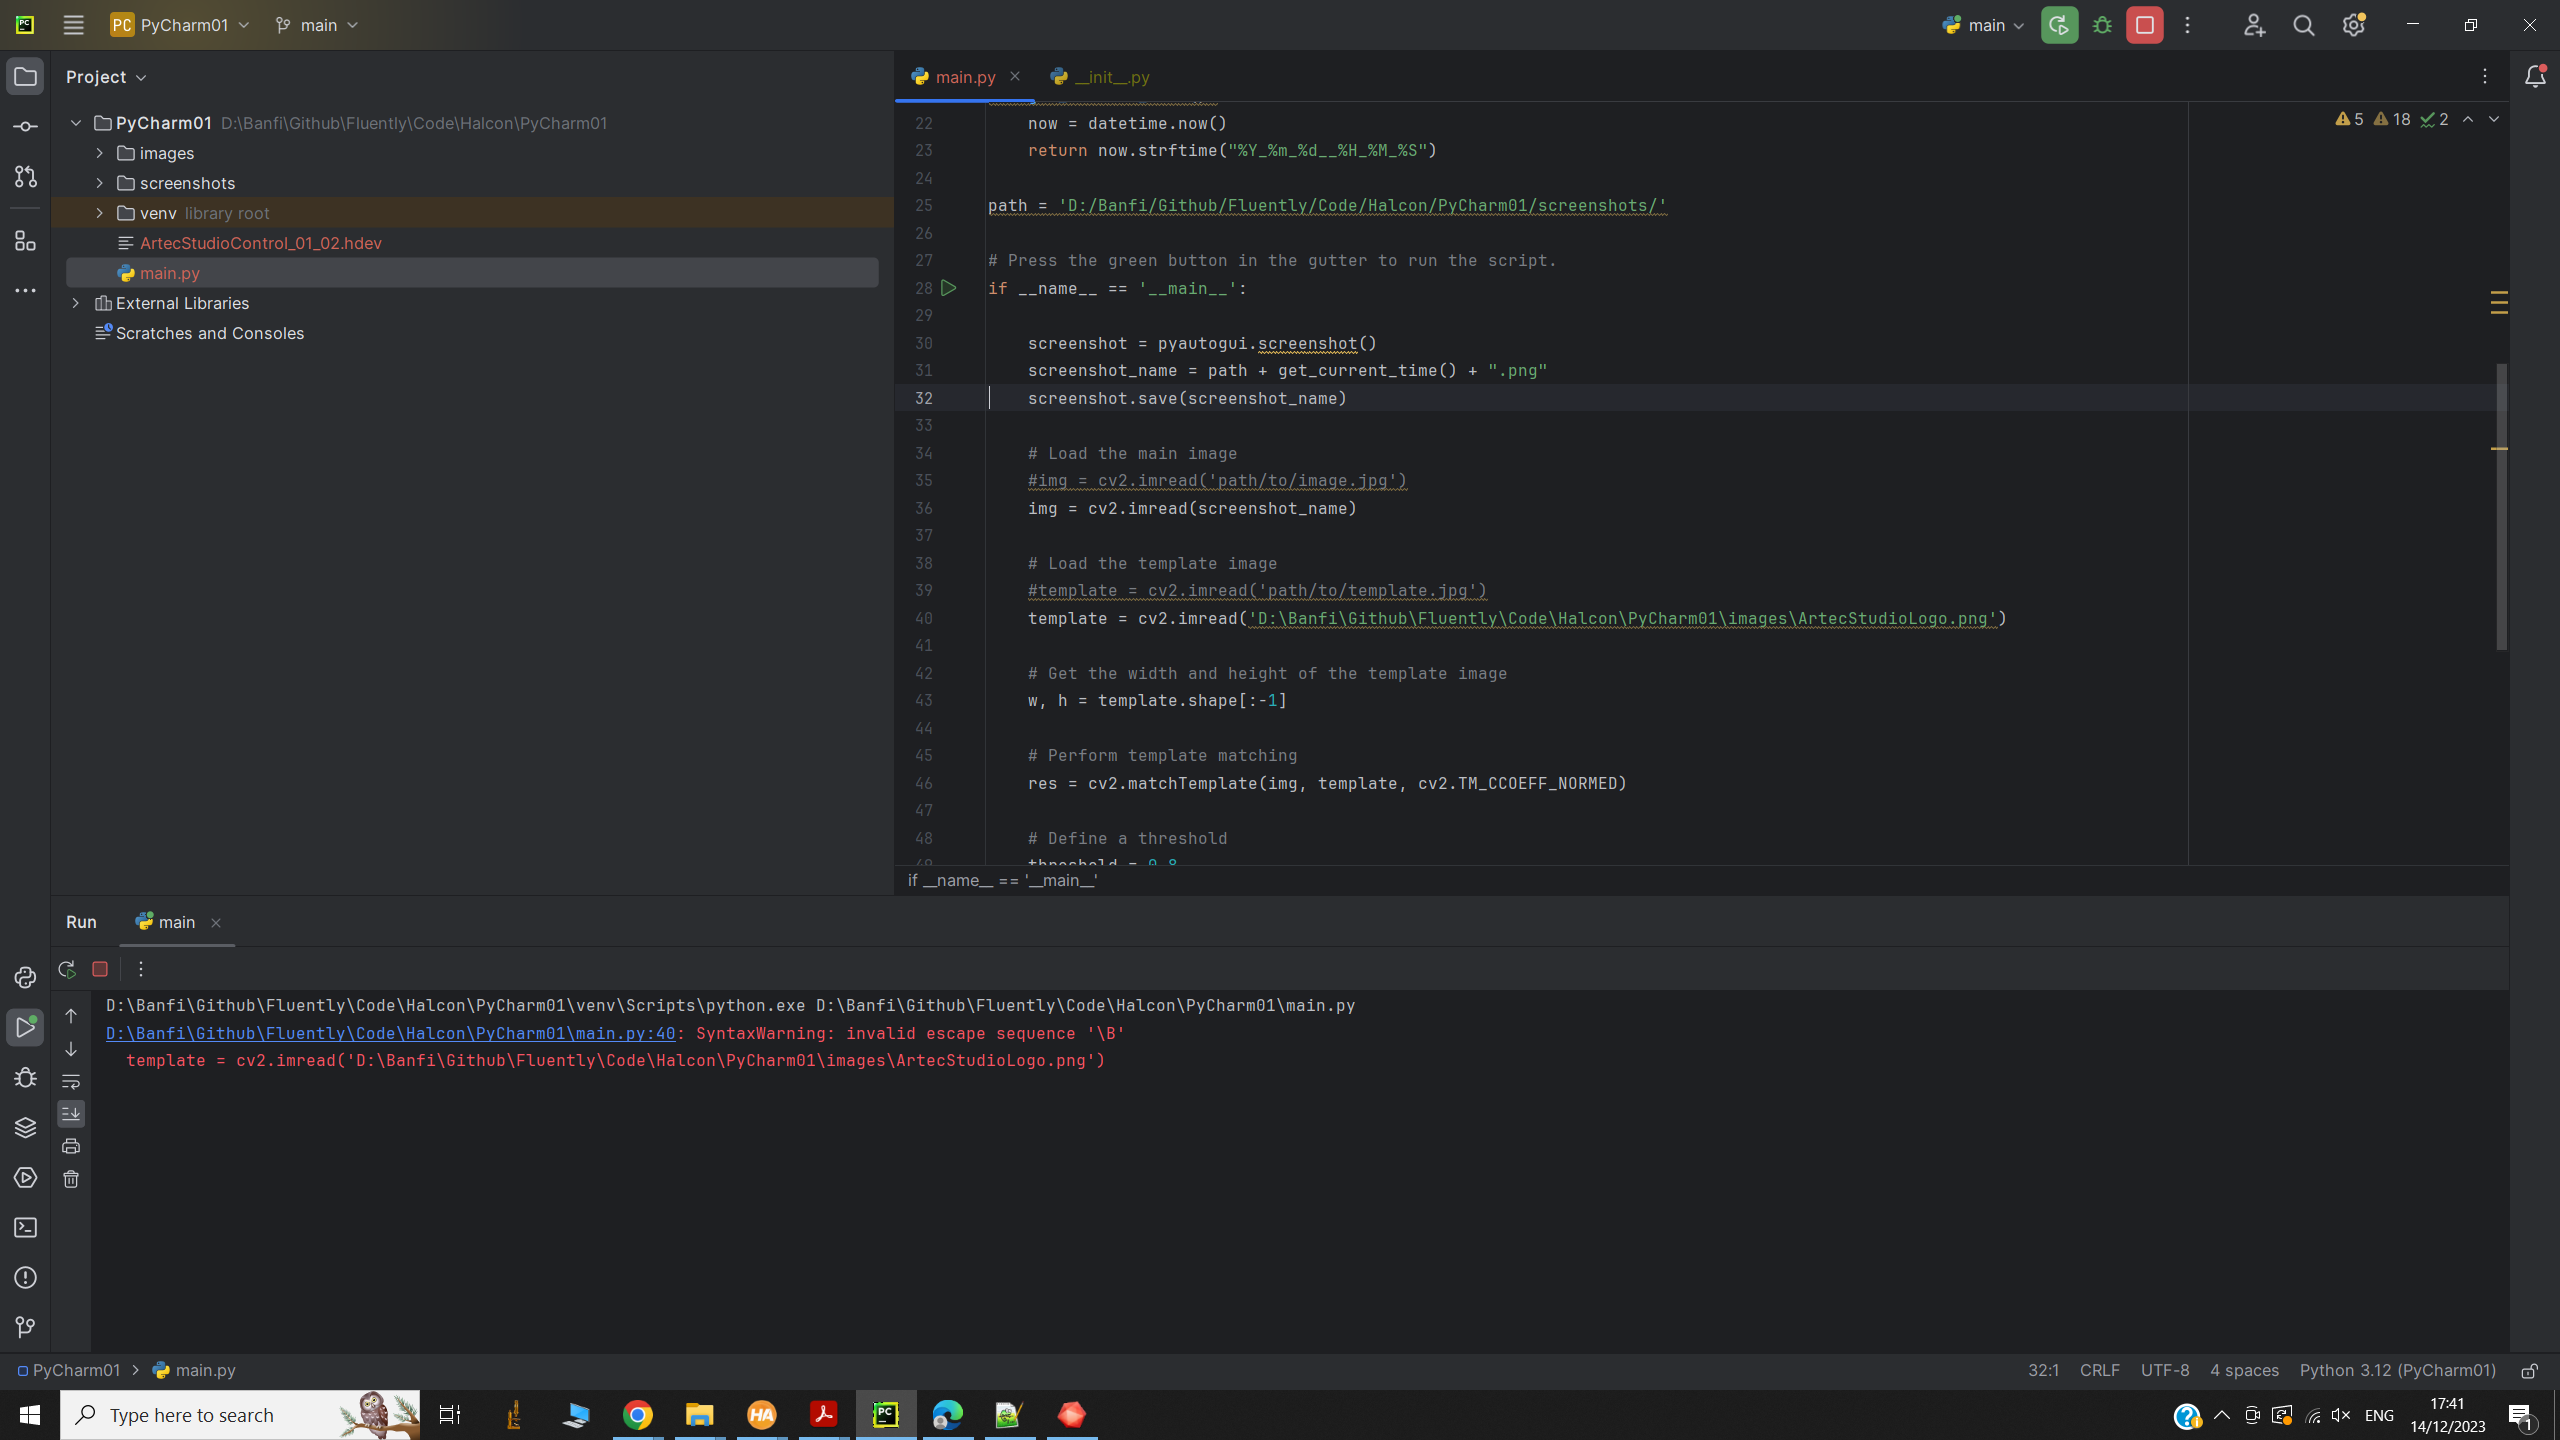 PC PyCharm01 main main
Project
main.py __init__.py
PyCharm01 D:\Banfi\Github\Fluently\Code\Halcon\PyCharm01
images
screenshots
venv library root
ArtecStudioControl_01_02.hdev
main.py
External Libraries
Scratches and Consoles
5 18 2
22 now = datetime.now()
23 return now.strftime("%Y_%m_%d__%H_%M_%S")
24
25 path = 'D:/Banfi/Github/Fluently/Code/Halcon/PyCharm01/screenshots/'
26
27 # Press the green button in the gutter to run the script.
28 if __name__ == '__main__':
29
30 screenshot = pyautogui.screenshot()
31 screenshot_name = path + get_current_time() + ".png"
32 screenshot.save(screenshot_name)
33
34 # Load the main image
35 #img = cv2.imread('path/to/image.jpg')
36 img = cv2.imread(screenshot_name)
37
38 # Load the template image
39 #template = cv2.imread('path/to/template.jpg')
40 template = cv2.imread('D:\Banfi\Github\Fluently\Code\Halcon\PyCharm01\images\ArtecStudioLogo.png')
41
42 # Get the width and height of the template image
43 w, h = template.shape[:-1]
44
45 # Perform template matching
46 res = cv2.matchTemplate(img, template, cv2.TM_CCOEFF_NORMED)
47
48 # Define a threshold
49 threshold = 0.8
if __name__ == '__main__'
Run main
D:\Banfi\Github\Fluently\Code\Halcon\PyCharm01\venv\Scripts\python.exe D:\Banfi\Github\Fluently\Code\Halcon\PyCharm01\main.py
D:\Banfi\Github\Fluently\Code\Halcon\PyCharm01\main.py:40: SyntaxWarning: invalid escape sequence '\B'
template = cv2.imread('D:\Banfi\Github\Fluently\Code\Halcon\PyCharm01\images\ArtecStudioLogo.png')
PyCharm01 > main.py 32:1 CRLF UTF-8 4 spaces Python 3.12 (PyCharm01)
Type here to search HA PC ENG 17:41
14/12/2023 1